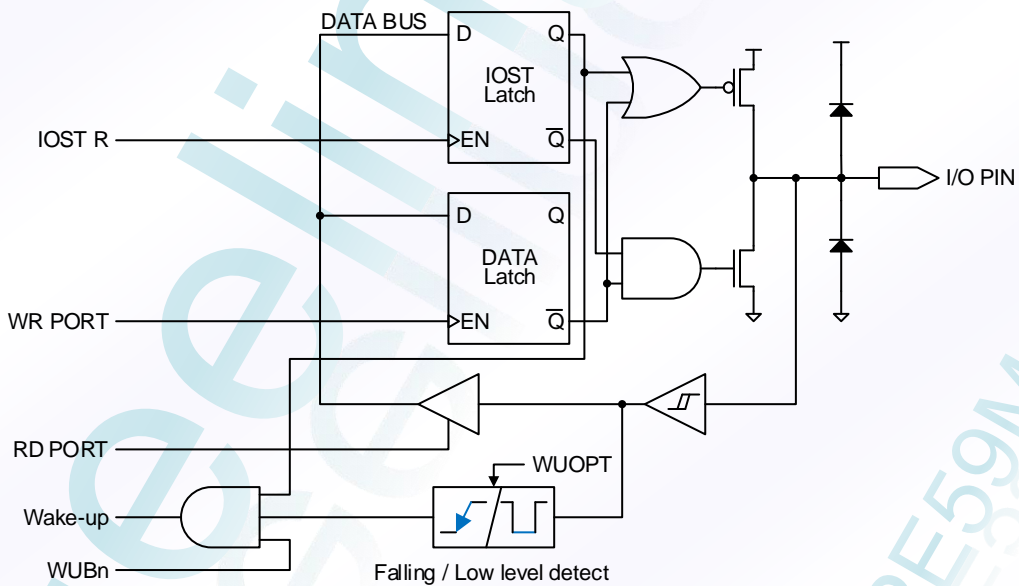 DATA BUS
D
Q
IOST
Latch
IOST R
EN
Q
I/O PIN
D
Q
DATA
Latch
WR PORT
EN
Q
RD PORT
WUOPT
Wake-up
WUBn
Falling / Low level detect